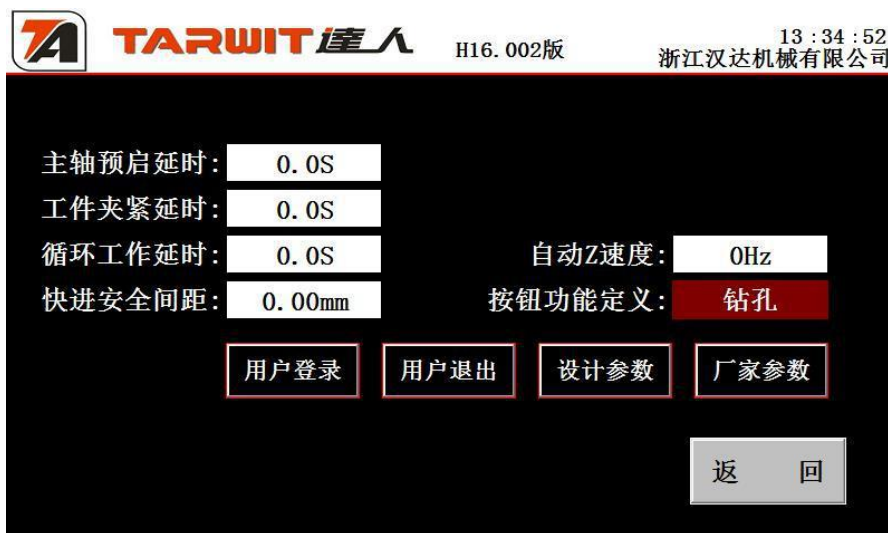 TA TARWIT達人 H16.002版 13:34:52
浙江汉达机械有限公司
主轴预启延时: 0.0S
工件夹紧延时: 0.0S
循环工作延时: 0.0S 自动Z速度: 0Hz
快进安全间距: 0.00mm 按钮功能定义: 钻孔
用户登录 用户退出 设计参数 厂家参数
返 回